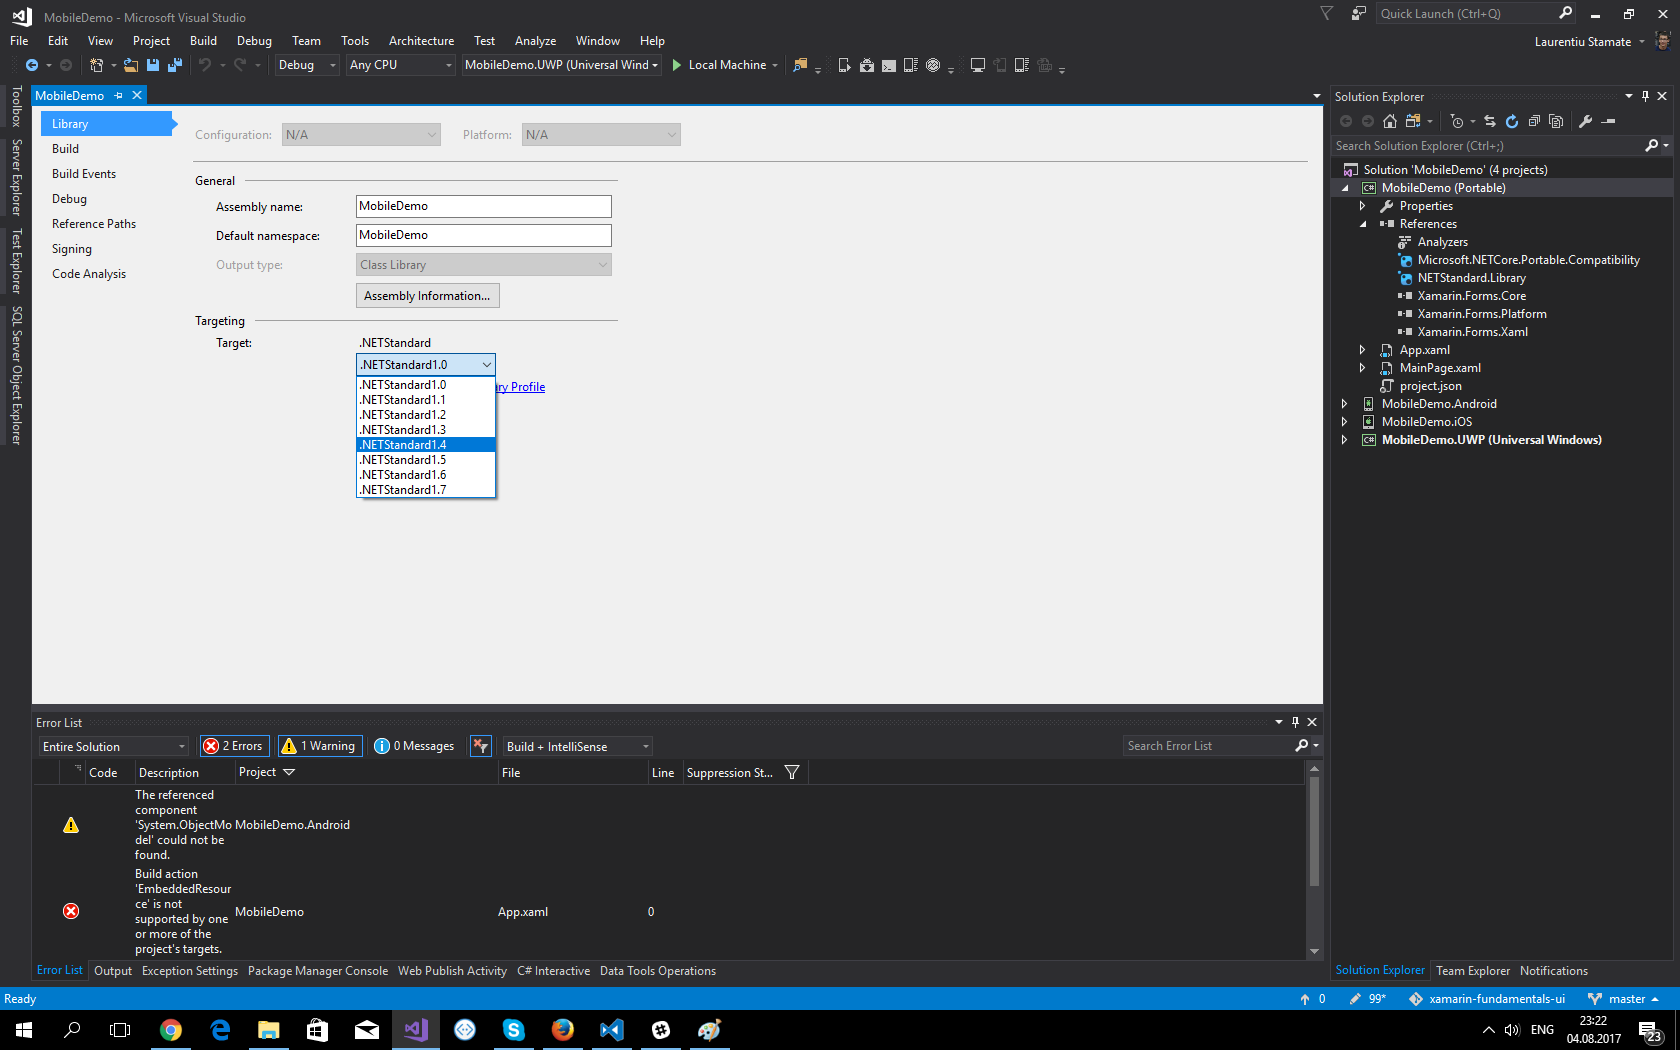 MobileDemo - Microsoft Visual Studio
Quick Launch (Ctrl+Q)
File Edit View Project Build Debug Team Tools Architecture Test Analyze Window Help
Laurentiu Stamate
Debug Any CPU MobileDemo.UWP (Universal Wind Local Machine
Toolbox
Server Explorer
Test Explorer
SQL Server Object Explorer
MobileDemo
Library
Build
Build Events
Debug
Reference Paths
Signing
Code Analysis
Configuration: N/A Platform: N/A
General
Assembly name: MobileDemo
Default namespace: MobileDemo
Output type: Class Library
Assembly Information...
Targeting
Target: .NETStandard
.NETStandard1.0
.NETStandard1.0
ry Profile
.NETStandard1.1
.NETStandard1.2
.NETStandard1.3
.NETStandard1.4
.NETStandard1.5
.NETStandard1.6
.NETStandard1.7
Solution Explorer
Search Solution Explorer (Ctrl+;)
Solution 'MobileDemo' (4 projects)
C# MobileDemo (Portable)
Properties
References
Analyzers
Microsoft.NETCore.Portable.Compatibility
NETStandard.Library
Xamarin.Forms.Core
Xamarin.Forms.Platform
Xamarin.Forms.Xaml
App.xaml
MainPage.xaml
project.json
MobileDemo.Android
MobileDemo.iOS
C# MobileDemo.UWP (Universal Windows)
Error List
Entire Solution 2 Errors 1 Warning 0 Messages Build + IntelliSense Search Error List
Code Description Project File Line Suppression St...
The referenced
component
'System.ObjectMo MobileDemo.Android
del' could not be
found.
Build action
'EmbeddedResour
ce' is not
supported by one MobileDemo App.xaml 0
or more of the
project's targets.
Error List Output Exception Settings Package Manager Console Web Publish Activity C# Interactive Data Tools Operations
Solution Explorer Team Explorer Notifications
Ready 0 99* xamarin-fundamentals-ui master
ENG
23:22
04.08.2017
23